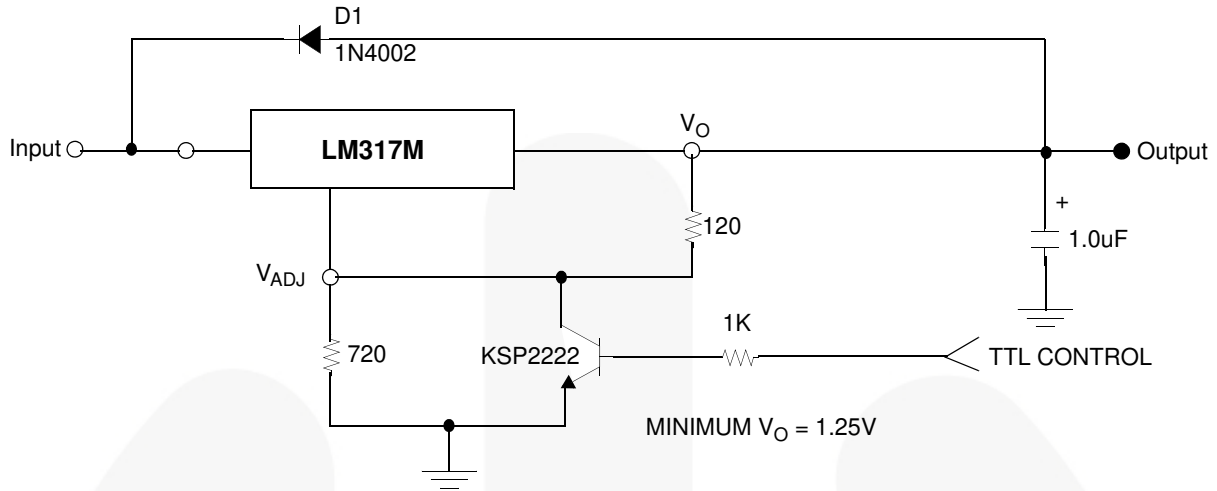 D1
1N4002
Input
LM317M
VO
Output
120
+
1.0uF
VADJ
720
KSP2222
1K
TTL CONTROL
MINIMUM VO = 1.25V